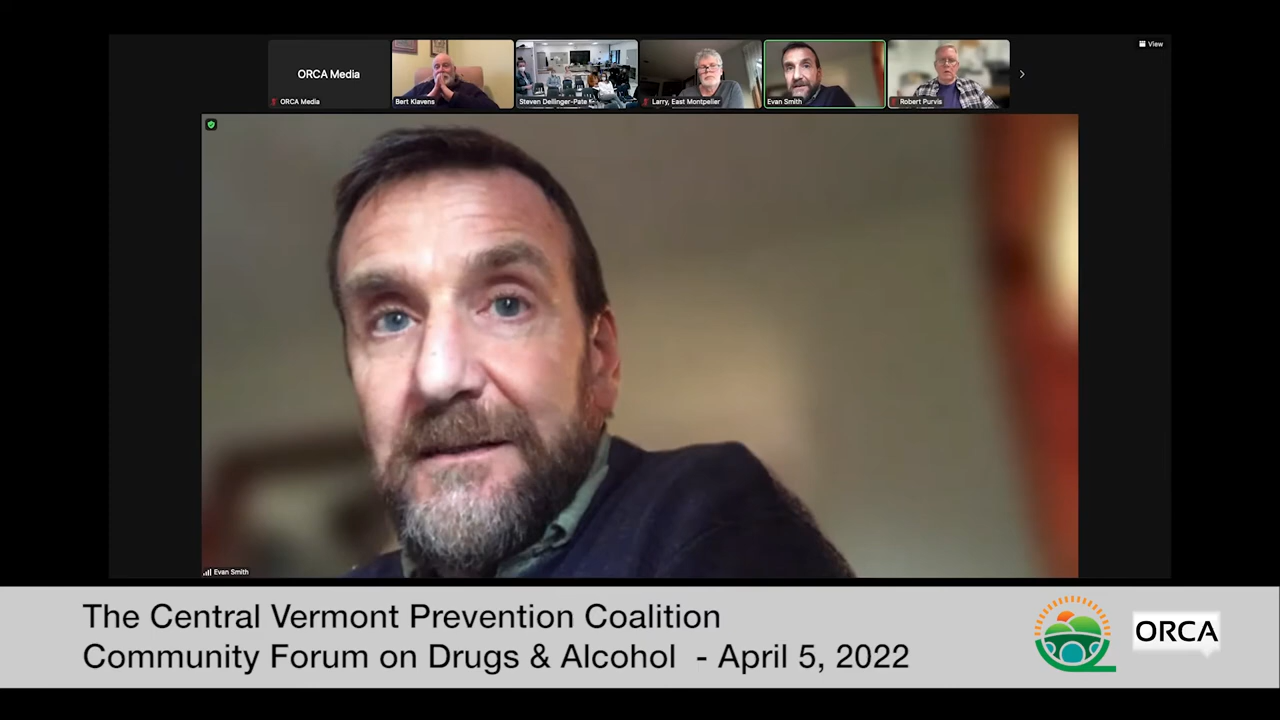 View
ORCA Media
ORCA Media
Bert Klavens
Steven Dellinger-Pate
Larry, East Montpelier
Evan Smith
Robert Purvis
Evan Smith
The Central Vermont Prevention Coalition
Community Forum on Drugs & Alcohol - April 5, 2022
ORCA